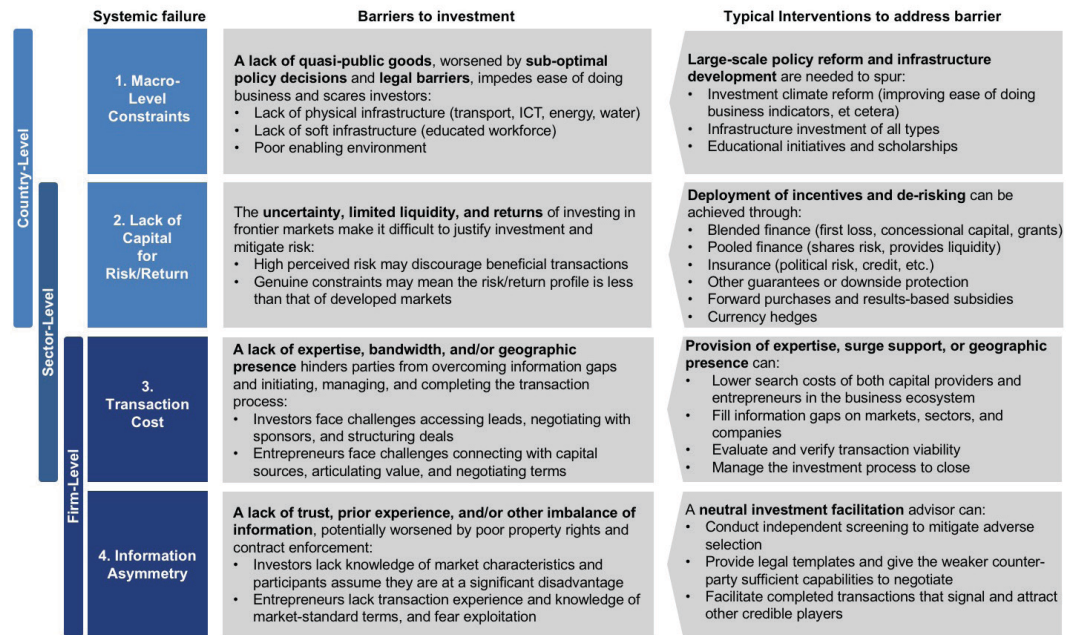 Systemic failure
Barriers to investment
Typical Interventions to address barrier
Country-Level
Sector-Level
Firm-Level
1. Macro-
Level
Constraints
A lack of quasi-public goods, worsened by sub-optimal
policy decisions and legal barriers, impedes ease of doing
business and scares investors:
• Lack of physical infrastructure (transport, ICT, energy, water)
• Lack of soft infrastructure (educated workforce)
• Poor enabling environment
Large-scale policy reform and infrastructure
development are needed to spur:
• Investment climate reform (improving ease of doing
business indicators, et cetera)
• Infrastructure investment of all types
• Educational initiatives and scholarships
2. Lack of
Capital
for
Risk/Return
The uncertainty, limited liquidity, and returns of investing in
frontier markets make it difficult to justify investment and
mitigate risk:
• High perceived risk may discourage beneficial transactions
• Genuine constraints may mean the risk/return profile is less
than that of developed markets
Deployment of incentives and de-risking can be
achieved through:
• Blended finance (first loss, concessional capital, grants)
• Pooled finance (shares risk, provides liquidity)
• Insurance (political risk, credit, etc.)
• Other guarantees or downside protection
• Forward purchases and results-based subsidies
• Currency hedges
3.
Transaction
Cost
A lack of expertise, bandwidth, and/or geographic
presence hinders parties from overcoming information gaps
and initiating, managing, and completing the transaction
process:
• Investors face challenges accessing leads, negotiating with
sponsors, and structuring deals
• Entrepreneurs face challenges connecting with capital
sources, articulating value, and negotiating terms
Provision of expertise, surge support, or geographic
presence can:
• Lower search costs of both capital providers and
entrepreneurs in the business ecosystem
• Fill information gaps on markets, sectors, and
companies
• Evaluate and verify transaction viability
• Manage the investment process to close
4. Information
Asymmetry
A lack of trust, prior experience, and/or other imbalance of
information, potentially worsened by poor property rights and
contract enforcement:
• Investors lack knowledge of market characteristics and
participants assume they are at a significant disadvantage
• Entrepreneurs lack transaction experience and knowledge of
market-standard terms, and fear exploitation
A neutral investment facilitation advisor can:
• Conduct independent screening to mitigate adverse
selection
• Provide legal templates and give the weaker counter-
party sufficient capabilities to negotiate
• Facilitate completed transactions that signal and attract
other credible players